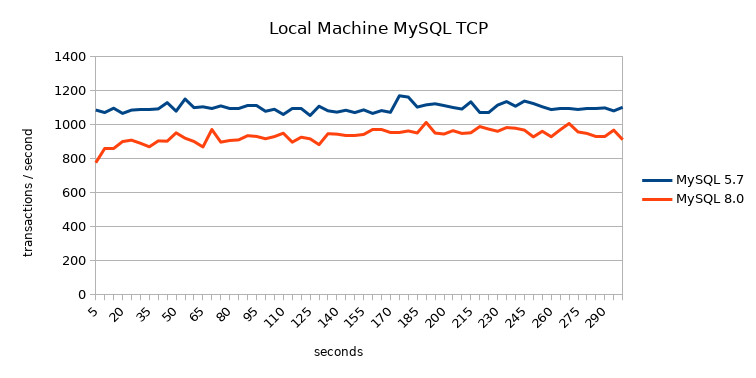 Local Machine MySQL TCP
1400
1200
1000
800
600
400
200
0
transactions / second
5 20 35 50 65 80 95 110 125 140 155 170 185 200 215 230 245 260 275 290
seconds
MySQL 5.7
MySQL 8.0